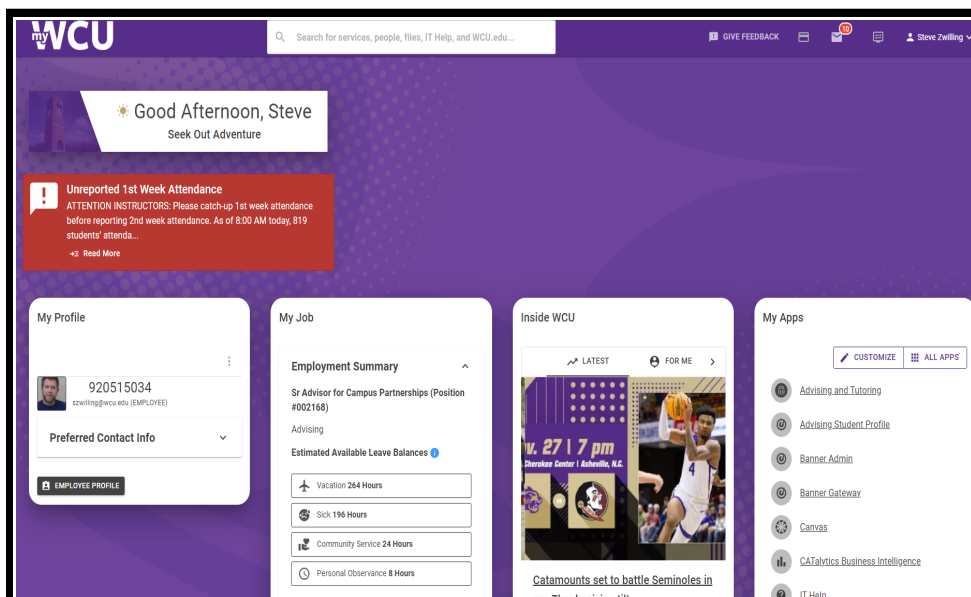 myWCU
Search for services, people, files, IT Help, and WCU.edu...
GIVE FEEDBACK
10
Steve Zwilling
Good Afternoon, Steve
Seek Out Adventure
Unreported 1st Week Attendance
ATTENTION INSTRUCTORS: Please catch-up 1st week attendance
before reporting 2nd week attendance. As of 8:00 AM today, 819
students' attenda...
Read More
My Profile
920515034
szwilling@wcu.edu (EMPLOYEE)
Preferred Contact Info
EMPLOYEE PROFILE
My Job
Employment Summary
Sr Advisor for Campus Partnerships (Position
#002168)
Advising
Estimated Available Leave Balances
Vacation 264 Hours
Sick 196 Hours
Community Service 24 Hours
Personal Observance 8 Hours
Inside WCU
LATEST
FOR ME
v. 27 | 7 pm
Cherokee Center | Asheville, N.C.
4
Catamounts set to battle Seminoles in
My Apps
CUSTOMIZE
ALL APPS
Advising and Tutoring
Advising Student Profile
Banner Admin
Banner Gateway
Canvas
CATalytics Business Intelligence
IT Help